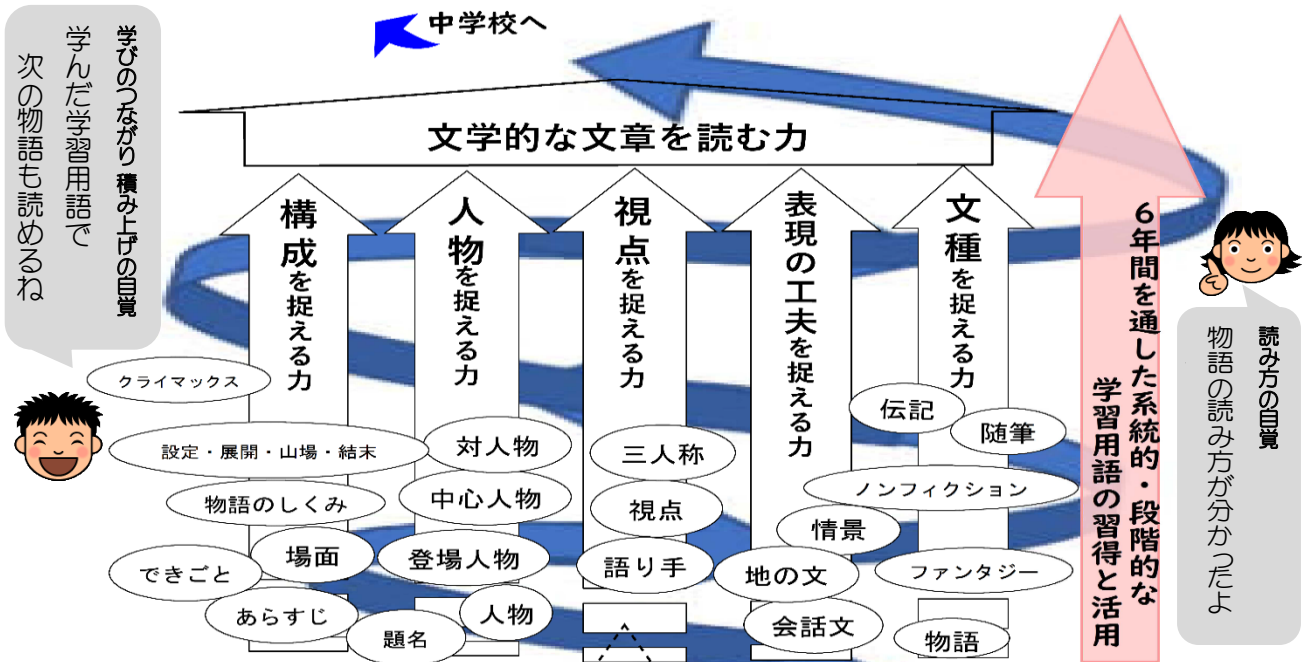 中学校へ
学びのつながり 積み上げの自覚
学んだ学習用語で
次の物語も読めるね
文学的な文章を読む力
構成を捉える力
人物を捉える力
視点を捉える力
表現の工夫を捉える力
文種を捉える力
6年間を通した系統的・段階的な
学習用語の習得と活用
読み方の自覚
物語の読み方が分かったよ
クライマックス
設定・展開・山場・結末
物語のしくみ
場面
できごと
あらすじ
題名
対人物
中心人物
登場人物
人物
三人称
視点
語り手
情景
地の文
会話文
伝記
随筆
ノンフィクション
ファンタジー
物語